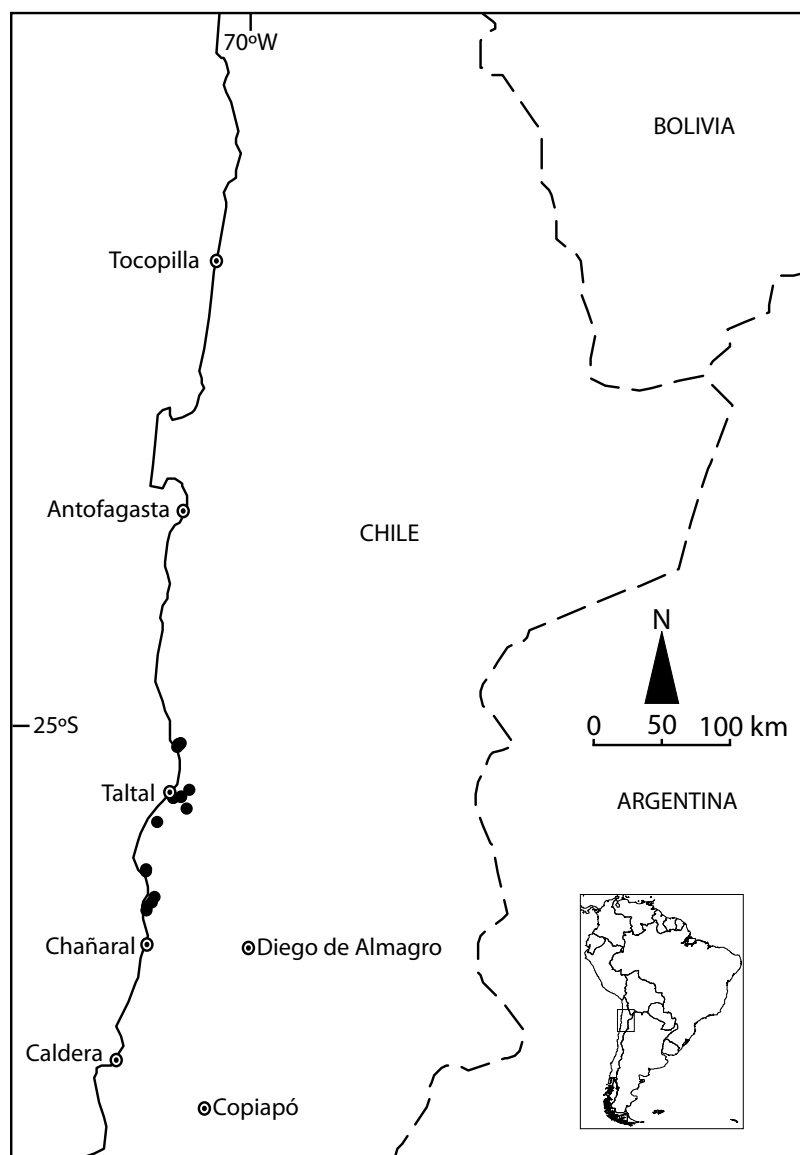 70ºW
BOLIVIA
Tocopilla
Antofagasta
CHILE
N
0 50 100 km
25ºS
Taltal
ARGENTINA
Chañaral
Diego de Almagro
Caldera
Copiapó